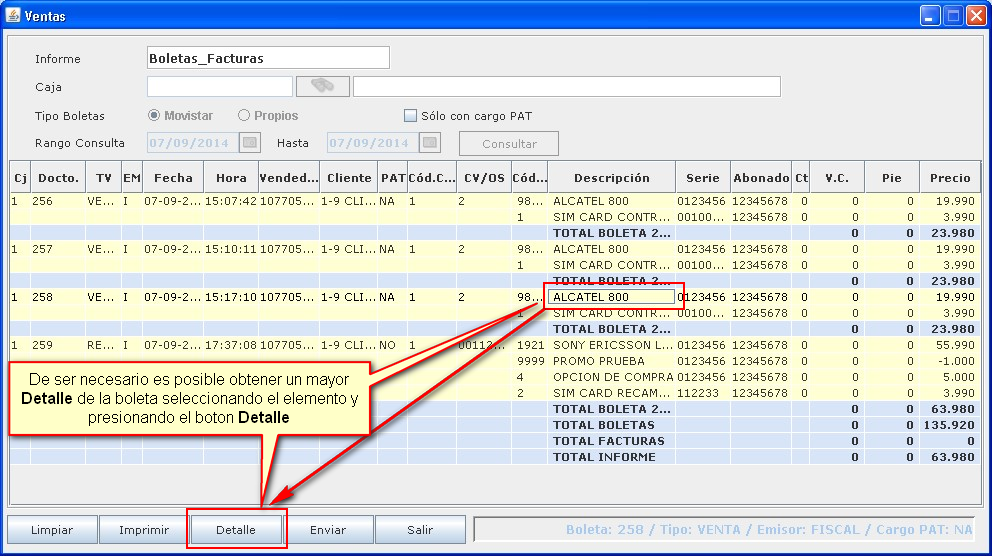 Ventas
Informe Boletas_Facturas
Caja
Tipo Boletas Movistar Propios Sólo con cargo PAT
Rango Consulta 07/09/2014 Hasta 07/09/2014 Consultar
Cj Docto. TV EM Fecha Hora Vended... Cliente PAT Cód.C... CV/OS Cód... Descripción Serie Abonado Ct V.C. Pie Precio
1 256 VE... I 07-09-2... 15:07:42 107705... 1-9 CLI... NA 1 2 98... ALCATEL 800 0123456 12345678 0 0 0 19.990
1 SIM CARD CONTR... 00100... 12345678 0 0 0 3.990
TOTAL BOLETA 2... 0 0 23.980
1 257 VE... I 07-09-2... 15:10:11 107705... 1-9 CLI... NA 1 2 98... ALCATEL 800 0123456 12345678 0 0 0 19.990
1 SIM CARD CONTR... 00100... 12345678 0 0 0 3.990
TOTAL BOLETA 2... 0 0 23.980
1 258 VE... I 07-09-2... 15:17:10 107705... 1-9 CLI... NA 1 2 98... ALCATEL 800 0123456 12345678 0 0 0 19.990
1 SIM CARD CONTR... 00100... 12345678 0 0 0 3.990
TOTAL BOLETA 2... 0 0 23.980
1 259 RE... I 07-09-2... 17:37:08 107705... 1-9 CLI... NO 1 00112... 1921 SONY ERICSSON L... 0123456 12345678 0 0 0 55.990
9999 PROMO PRUEBA 0123456 12345678 0 0 0 -1.000
4 OPCION DE COMPRA 0123456 12345678 0 0 0 5.000
2 SIM CARD RECAM... 112233 12345678 0 0 0 3.990
TOTAL BOLETA 2... 0 0 63.980
TOTAL BOLETAS 0 0 135.920
TOTAL FACTURAS 0 0 0
TOTAL INFORME 0 0 63.980
De ser necesario es posible obtener un mayor
Detalle de la boleta seleccionando el elemento y
presionando el boton Detalle
Limpiar Imprimir Detalle Enviar Salir Boleta: 258 / Tipo: VENTA / Emisor: FISCAL / Cargo PAT: NA